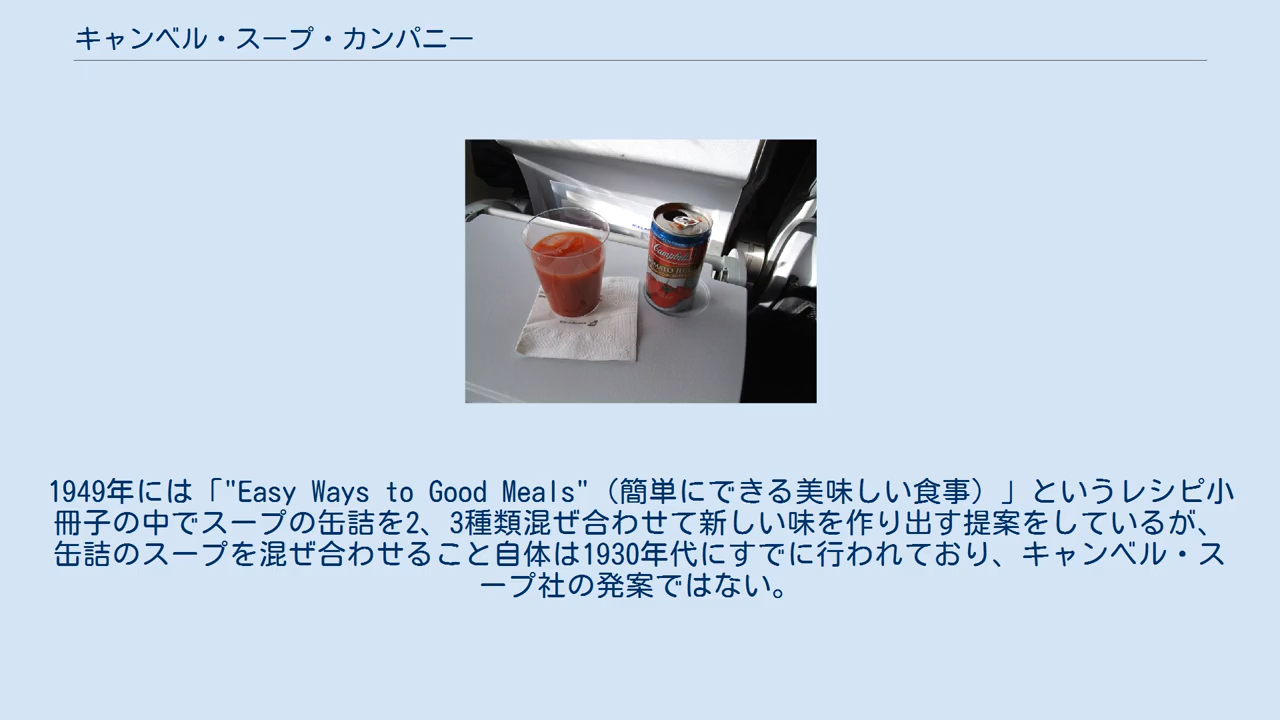 キャンベル・スープ・カンパニー
Campbell's
1949年には「"Easy Ways to Good Meals"（簡単にできる美味しい食事）」というレシピ小
冊子の中でスープの缶詰を2、3種類混ぜ合わせて新しい味を作り出す提案をしているが、
缶詰のスープを混ぜ合わせること自体は1930年代にすでに行われており、キャンベル・ス
ープ社の発案ではない。